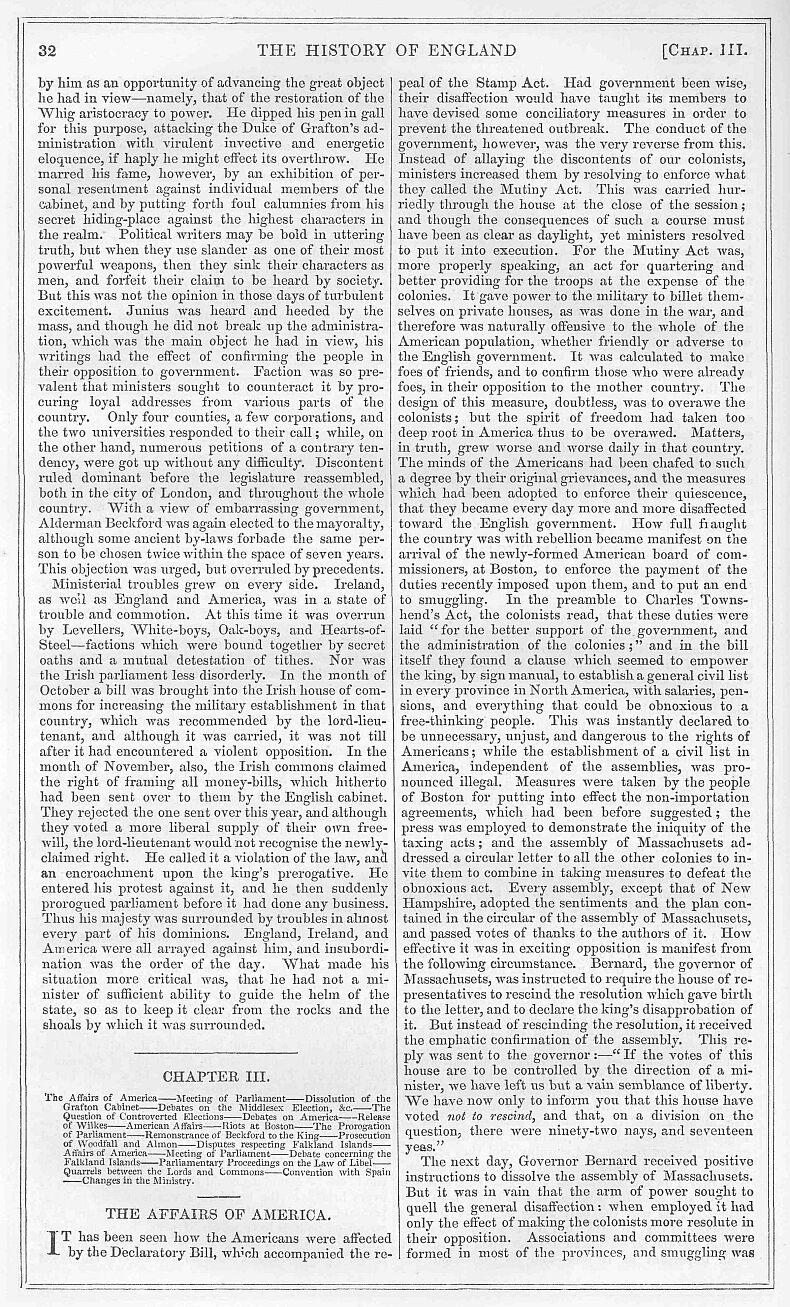 32
THE HISTORY OF ENGLAND
[CHAP. III.
by him as an opportunity of advancing the great object
he had in view—namely, that of the restoration of the
Whig aristocracy to power. He dipped his pen in gall
for this purpose, attacking the Duke of Grafton's ad-
ministration with virulent invective and energetic
eloquence, if haply he might effect its overthrow. He
marred his fame, however, by an exhibition of per-
sonal resentment against individual members of the
cabinet, and by putting forth foul calumnies from his
secret hiding-place against the highest characters in
the realm. Political writers may be bold in uttering
truth, but when they use slander as one of their most
powerful weapons, then they sink their characters as
men, and forfeit their claim to be heard by society.
But this was not the opinion in those days of turbulent
excitement. Junius was heard and heeded by the
mass, and though he did not break up the administra-
tion, which was the main object he had in view, his
writings had the effect of confirming the people in
their opposition to government. Faction was so pre-
valent that ministers sought to counteract it by pro-
curing loyal addresses from various parts of the
country. Only four counties, a few corporations, and
the two universities responded to their call; while, on
the other hand, numerous petitions of a contrary ten-
dency, were got up without any difficulty. Discontent
ruled dominant before the legislature reassembled,
both in the city of London, and throughout the whole
country. With a view of embarrassing government,
Alderman Beckford was again elected to the mayoralty,
although some ancient by-laws forbade the same per-
son to be chosen twice within the space of seven years.
This objection was urged, but overruled by precedents.
Ministerial troubles grew on every side. Ireland,
as well as England and America, was in a state of
trouble and commotion. At this time it was overrun
by Levellers, White-boys, Oak-boys, and Hearts-of-
Steel—factions which were bound together by secret
oaths and a mutual detestation of tithes. Nor was
the Irish parliament less disorderly. In the month of
October a bill was brought into the Irish house of com-
mons for increasing the military establishment in that
country, which was recommended by the lord-lieu-
tenant, and although it was carried, it was not till
after it had encountered a violent opposition. In the
month of November, also, the Irish commons claimed
the right of framing all money-bills, which hitherto
had been sent over to them by the English cabinet.
They rejected the one sent over this year, and although
they voted a more liberal supply of their own free-
will, the lord-lieutenant would not recognise the newly-
claimed right. He called it a violation of the law, and
an encroachment upon the king's prerogative. He
entered his protest against it, and he then suddenly
prorogued parliament before it had done any business.
Thus his majesty was surrounded by troubles in almost
every part of his dominions. England, Ireland, and
America were all arrayed against him, and insubordi-
nation was the order of the day. What made his
situation more critical was, that he had not a mi-
nister of sufficient ability to guide the helm of the
state, so as to keep it clear from the rocks and the
shoals by which it was surrounded.
CHAPTER III.
The Affairs of America—Meeting of Parliament—Dissolution of the
Grafton Cabinet—Debates on the Middlesex Election, &c.—The
Question of Controverted Elections—Debates on America—Release
of Wilkes—American Affairs—Riots at Boston—The Prorogation
of Parliament—Remonstrance of Beckford to the King—Prosecution
of Woodfall and Almon—Disputes respecting Falkland Islands—
Affairs of America—Meeting of Parliament—Debate concerning the
Falkland Islands—Parliamentary Proceedings on the Law of Libel—
Quarrels between the Lords and Commons—Convention with Spain
—Changes in the Ministry.
THE AFFAIRS OF AMERICA.
IT has been seen how the Americans were affected
by the Declaratory Bill, which accompanied the re-
peal of the Stamp Act. Had government been wise,
their disaffection would have taught its members to
have devised some conciliatory measures in order to
prevent the threatened outbreak. The conduct of the
government, however, was the very reverse from this.
Instead of allaying the discontents of our colonists,
ministers increased them by resolving to enforce what
they called the Mutiny Act. This was carried hur-
riedly through the house at the close of the session;
and though the consequences of such a course must
have been as clear as daylight, yet ministers resolved
to put it into execution. For the Mutiny Act was,
more properly speaking, an act for quartering and
better providing for the troops at the expense of the
colonies. It gave power to the military to billet them-
selves on private houses, as was done in the war, and
therefore was naturally offensive to the whole of the
American population, whether friendly or adverse to
the English government. It was calculated to make
foes of friends, and to confirm those who were already
foes, in their opposition to the mother country. The
design of this measure, doubtless, was to overawe the
colonists; but the spirit of freedom had taken too
deep root in America thus to be overawed. Matters,
in truth, grew worse and worse daily in that country.
The minds of the Americans had been chafed to such
a degree by their original grievances, and the measures
which had been adopted to enforce their quiescence,
that they became every day more and more disaffected
toward the English government. How full fraught
the country was with rebellion became manifest on the
arrival of the newly-formed American board of com-
missioners, at Boston, to enforce the payment of the
duties recently imposed upon them, and to put an end
to smuggling. In the preamble to Charles Towns-
hend's Act, the colonists read, that these duties were
laid "for the better support of the government, and
the administration of the colonies;" and in the bill
itself they found a clause which seemed to empower
the king, by sign manual, to establish a general civil list
in every province in North America, with salaries, pen-
sions, and everything that could be obnoxious to a
free-thinking people. This was instantly declared to
be unnecessary, unjust, and dangerous to the rights of
Americans; while the establishment of a civil list in
America, independent of the assemblies, was pro-
nounced illegal. Measures were taken by the people
of Boston for putting into effect the non-importation
agreements, which had been before suggested; the
press was employed to demonstrate the iniquity of the
taxing acts; and the assembly of Massachusets ad-
dressed a circular letter to all the other colonies to in-
vite them to combine in taking measures to defeat the
obnoxious act. Every assembly, except that of New
Hampshire, adopted the sentiments and the plan con-
tained in the circular of the assembly of Massachusets,
and passed votes of thanks to the authors of it. How
effective it was in exciting opposition is manifest from
the following circumstance. Bernard, the governor of
Massachusets, was instructed to require the house of re-
presentatives to rescind the resolution which gave birth
to the letter, and to declare the king's disapprobation of
it. But instead of rescinding the resolution, it received
the emphatic confirmation of the assembly. This re-
ply was sent to the governor:—"If the votes of this
house are to be controlled by the direction of a mi-
nister, we have left us but a vain semblance of liberty.
We have now only to inform you that this house have
voted not to rescind, and that, on a division on the
question, there were ninety-two nays, and seventeen
yeas."
The next day, Governor Bernard received positive
instructions to dissolve the assembly of Massachusets.
But it was in vain that the arm of power sought to
quell the general disaffection: when employed it had
only the effect of making the colonists more resolute in
their opposition. Associations and committees were
formed in most of the provinces, and smuggling was